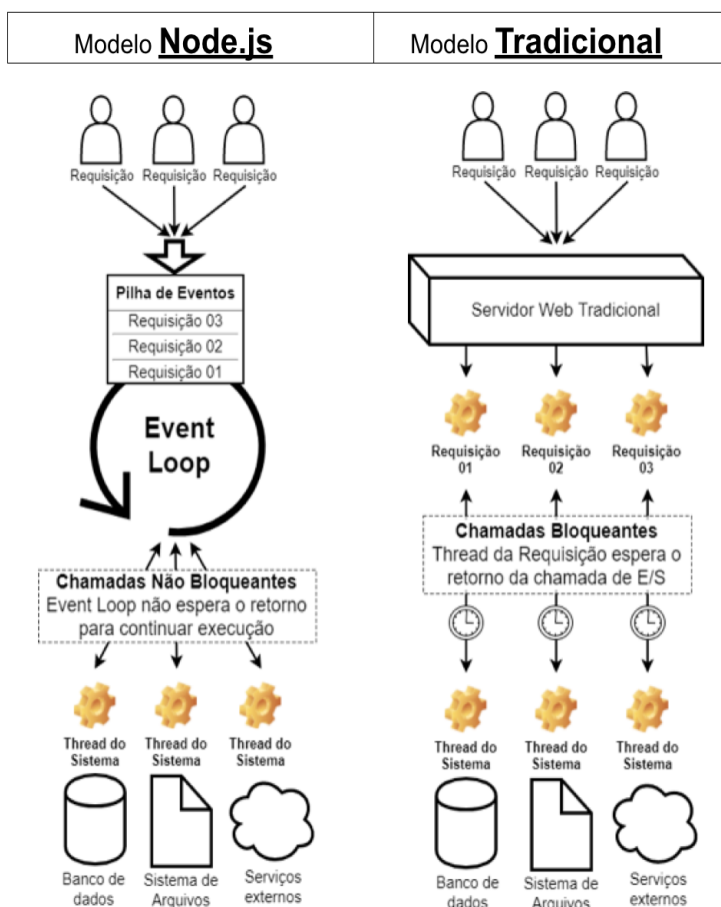 Modelo Node.js
Modelo Tradicional
Requisição Requisição Requisição
Pilha de Eventos
Requisição 03
Requisição 02
Requisição 01
Event
Loop
Chamadas Não Bloqueantes
Event Loop não espera o retorno
para continuar execução
Thread do Thread do Thread do
Sistema Sistema Sistema
Banco de Sistema de Serviços
dados Arquivos externos
Requisição Requisição Requisição
Servidor Web Tradicional
Requisição Requisição Requisição
01 02 03
Chamadas Bloqueantes
Thread da Requisição espera o
retorno da chamada de E/S
Thread do Thread do Thread do
Sistema Sistema Sistema
Banco de Sistema de Serviços
dados Arquivos externos